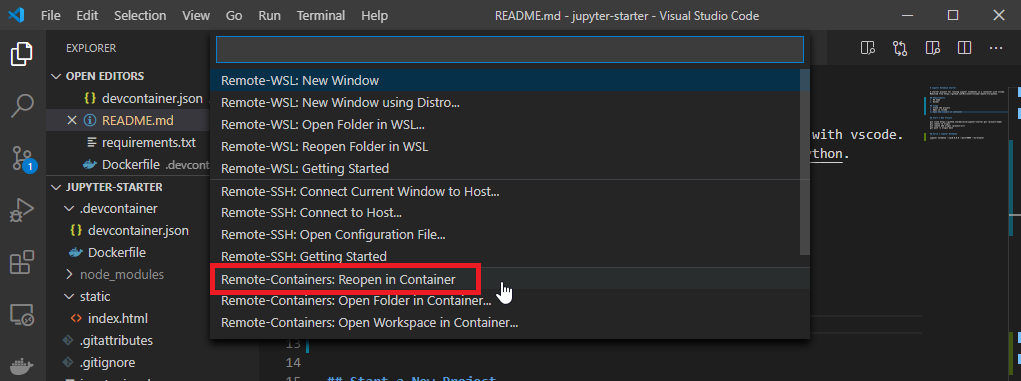 File Edit Selection View Go Run Terminal Help README.md - jupyter-starter - Visual Studio Code
EXPLORER
OPEN EDITORS
devcontainer.json
README.md
requirements.txt
Dockerfile .devcont
JUPYTER-STARTER
.devcontainer
devcontainer.json
Dockerfile
node_modules
static
index.html
.gitattributes
.gitignore
1
Remote-WSL: New Window
Remote-WSL: New Window using Distro...
Remote-WSL: Open Folder in WSL...
Remote-WSL: Reopen Folder in WSL
Remote-WSL: Getting Started
Remote-SSH: Connect Current Window to Host...
Remote-SSH: Connect to Host...
Remote-SSH: Open Configuration File...
Remote-SSH: Getting Started
Remote-Containers: Reopen in Container
Remote-Containers: Open Folder in Container...
Remote-Containers: Open Workspace in Container...
with vscode.
ython.
13
14
15 ## Start a New Project